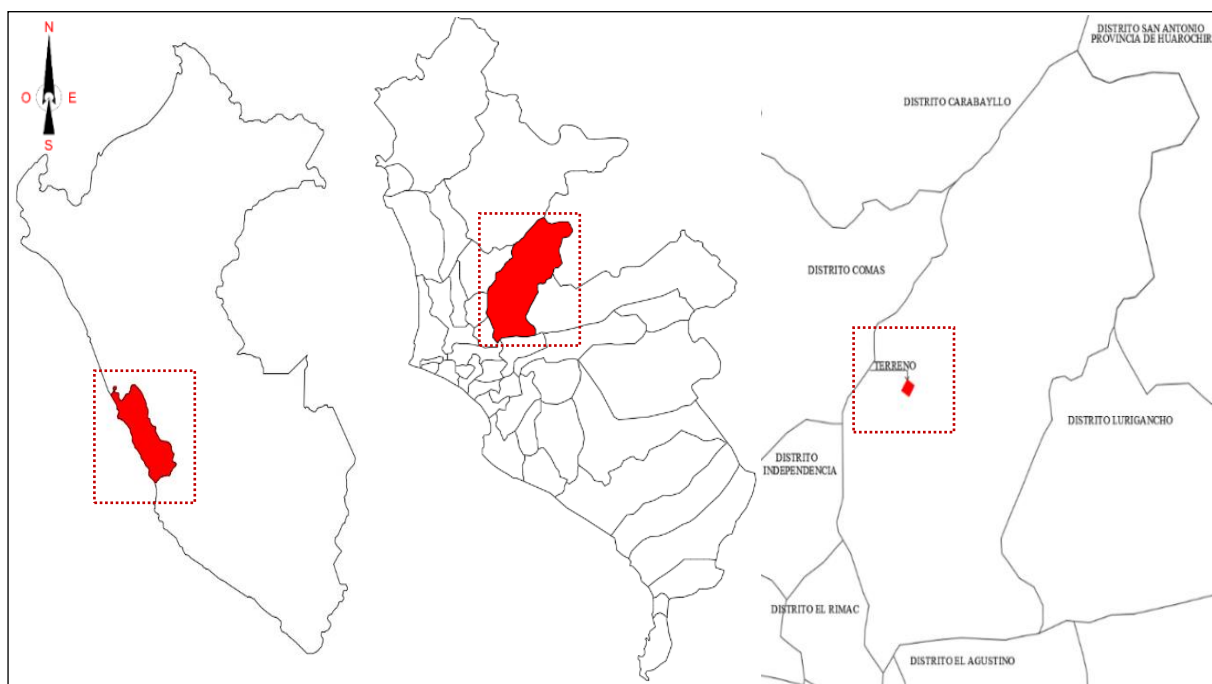 N
O E
S
DISTRITO SAN ANTONIO
PROVINCIA DE HUAROCHIR
DISTRITO CARABAYLLO
DISTRITO COMAS
TERRENO
DISTRITO LURIGANCHO
DISTRITO
INDEPENDENCIA
DISTRITO EL RIMAC
DISTRITO EL AGUSTINO